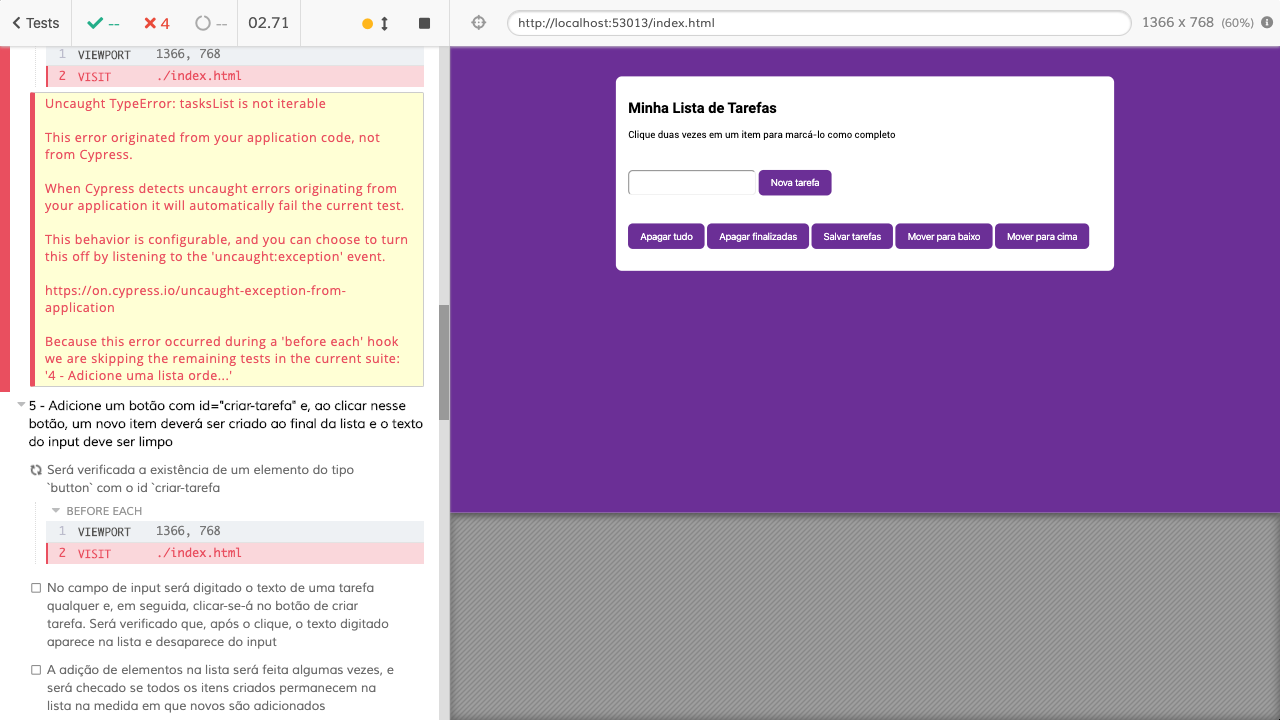 Tests
--
4
--
02.71
http://localhost:53013/index.html
1366 x 768 (60%)
1 VIEWPORT 1366, 768
2 VISIT ./index.html
Uncaught TypeError: tasksList is not iterable
This error originated from your application code, not
from Cypress.
When Cypress detects uncaught errors originating from
your application it will automatically fail the current test.
This behavior is configurable, and you can choose to turn
this off by listening to the 'uncaught:exception' event.
https://on.cypress.io/uncaught-exception-from-
application
Because this error occurred during a 'before each' hook
we are skipping the remaining tests in the current suite:
'4 - Adicione uma lista orde...'
5 - Adicione um botão com id="criar-tarefa" e, ao clicar nesse
botão, um novo item deverá ser criado ao final da lista e o texto
do input deve ser limpo
Será verificada a existência de um elemento do tipo
`button` com o id `criar-tarefa
BEFORE EACH
1 VIEWPORT 1366, 768
2 VISIT ./index.html
No campo de input será digitado o texto de uma tarefa
qualquer e, em seguida, clicar-se-á no botão de criar
tarefa. Será verificado que, após o clique, o texto digitado
aparece na lista e desaparece do input
A adição de elementos na lista será feita algumas vezes, e
será checado se todos os itens criados permanecem na
lista na medida em que novos são adicionados
Minha Lista de Tarefas
Clique duas vezes em um item para marcá-lo como completo
Nova tarefa
Apagar tudo
Apagar finalizadas
Salvar tarefas
Mover para baixo
Mover para cima